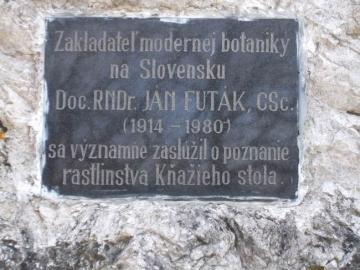 Zakladateľ modernej botaniky
na Slovensku
Doc. RNDr. JÁN FUTÁK, CSc.
(1914 – 1980)
sa významne zaslúžil o poznanie
rastlinstva Kňažieho stola.